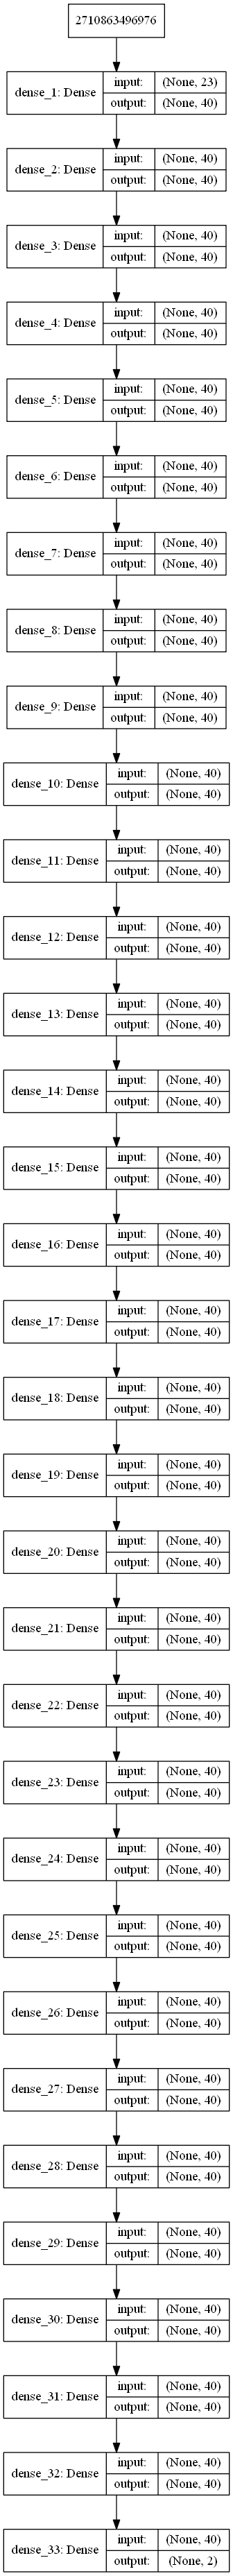 2710863496976
dense_1: Dense input: (None, 23)
output: (None, 40)
dense_2: Dense input: (None, 40)
output: (None, 40)
dense_3: Dense input: (None, 40)
output: (None, 40)
dense_4: Dense input: (None, 40)
output: (None, 40)
dense_5: Dense input: (None, 40)
output: (None, 40)
dense_6: Dense input: (None, 40)
output: (None, 40)
dense_7: Dense input: (None, 40)
output: (None, 40)
dense_8: Dense input: (None, 40)
output: (None, 40)
dense_9: Dense input: (None, 40)
output: (None, 40)
dense_10: Dense input: (None, 40)
output: (None, 40)
dense_11: Dense input: (None, 40)
output: (None, 40)
dense_12: Dense input: (None, 40)
output: (None, 40)
dense_13: Dense input: (None, 40)
output: (None, 40)
dense_14: Dense input: (None, 40)
output: (None, 40)
dense_15: Dense input: (None, 40)
output: (None, 40)
dense_16: Dense input: (None, 40)
output: (None, 40)
dense_17: Dense input: (None, 40)
output: (None, 40)
dense_18: Dense input: (None, 40)
output: (None, 40)
dense_19: Dense input: (None, 40)
output: (None, 40)
dense_20: Dense input: (None, 40)
output: (None, 40)
dense_21: Dense input: (None, 40)
output: (None, 40)
dense_22: Dense input: (None, 40)
output: (None, 40)
dense_23: Dense input: (None, 40)
output: (None, 40)
dense_24: Dense input: (None, 40)
output: (None, 40)
dense_25: Dense input: (None, 40)
output: (None, 40)
dense_26: Dense input: (None, 40)
output: (None, 40)
dense_27: Dense input: (None, 40)
output: (None, 40)
dense_28: Dense input: (None, 40)
output: (None, 40)
dense_29: Dense input: (None, 40)
output: (None, 40)
dense_30: Dense input: (None, 40)
output: (None, 40)
dense_31: Dense input: (None, 40)
output: (None, 40)
dense_32: Dense input: (None, 40)
output: (None, 40)
dense_33: Dense input: (None, 40)
output: (None, 2)